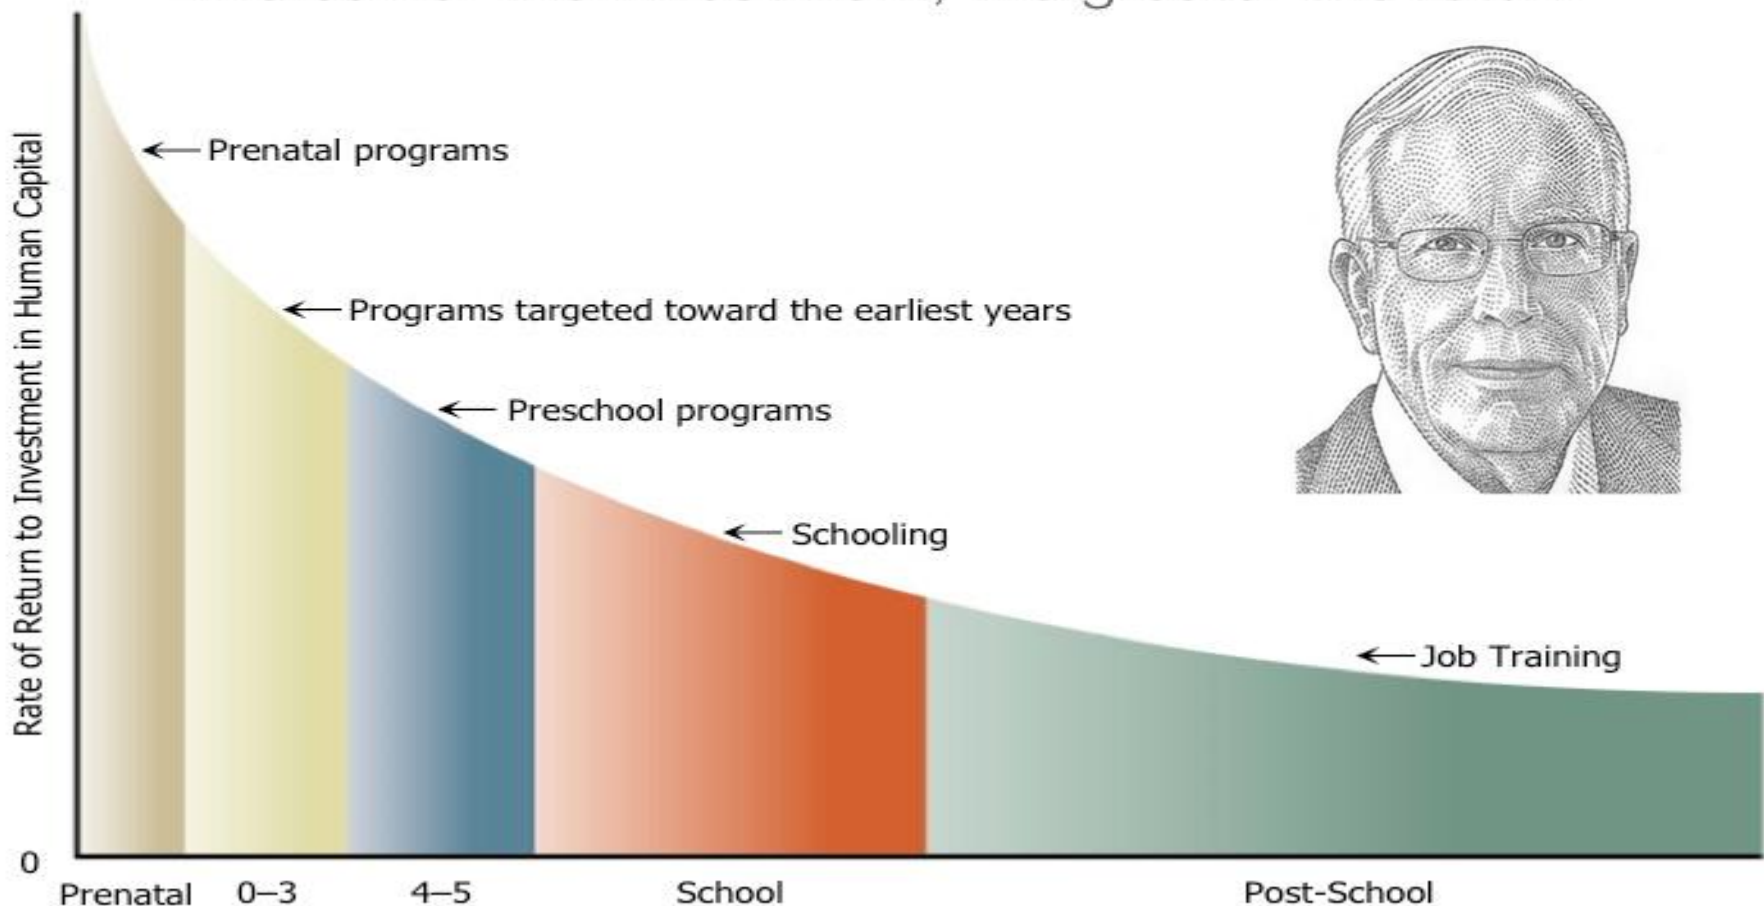 Rate of Return to Investment in Human Capital
Prenatal programs
Programs targeted toward the earliest years
Preschool programs
Schooling
Job Training
0
Prenatal
0–3
4–5
School
Post-School